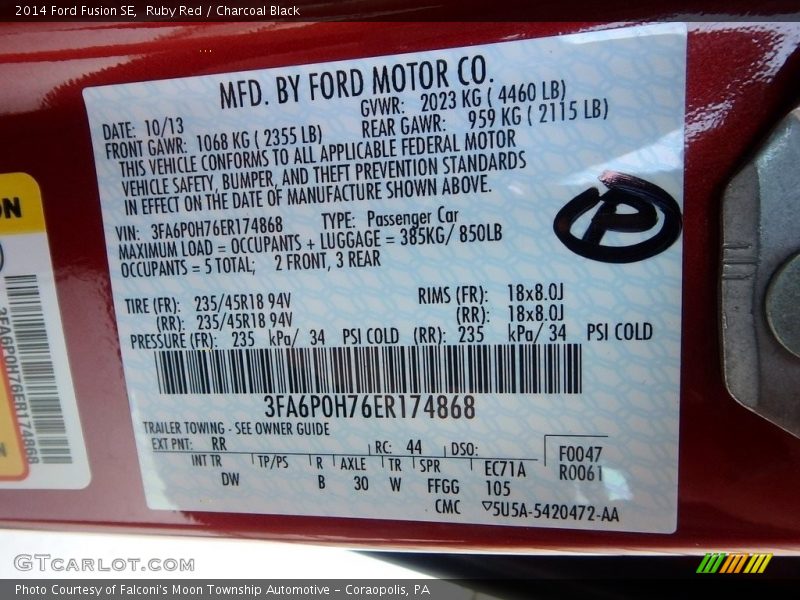 2014 Ford Fusion SE, Ruby Red / Charcoal Black
MFD. BY FORD MOTOR CO.
DATE: 10/13 GVWR: 2023 KG ( 4460 LB)
FRONT GAWR: 1068 KG ( 2355 LB) REAR GAWR: 959 KG ( 2115 LB)
THIS VEHICLE CONFORMS TO ALL APPLICABLE FEDERAL MOTOR
VEHICLE SAFETY, BUMPER, AND THEFT PREVENTION STANDARDS
IN EFFECT ON THE DATE OF MANUFACTURE SHOWN ABOVE.
VIN: 3FA6P0H76ER174868 TYPE: Passenger Car
MAXIMUM LOAD = OCCUPANTS + LUGGAGE = 385KG/ 850LB
OCCUPANTS = 5 TOTAL; 2 FRONT, 3 REAR
P
TIRE (FR): 235/45R18 94V RIMS (FR): 18x8.0J
(RR): 235/45R18 94V (RR): 18x8.0J
PRESSURE (FR): 235 kPa/ 34 PSI COLD (RR): 235 kPa/ 34 PSI COLD
3FA6P0H76ER174868
TRAILER TOWING - SEE OWNER GUIDE
EXT PNT: RR RC: 44 DSO: F0047
INT TR TP/PS R AXLE TR SPR EC71A R0061
DW B 30 W FFGG 105
CMC ▽5U5A-5420472-AA
3FA6P0H76ER174868
GTCARLOT.COM
Photo Courtesy of Falconi's Moon Township Automotive - Coraopolis, PA